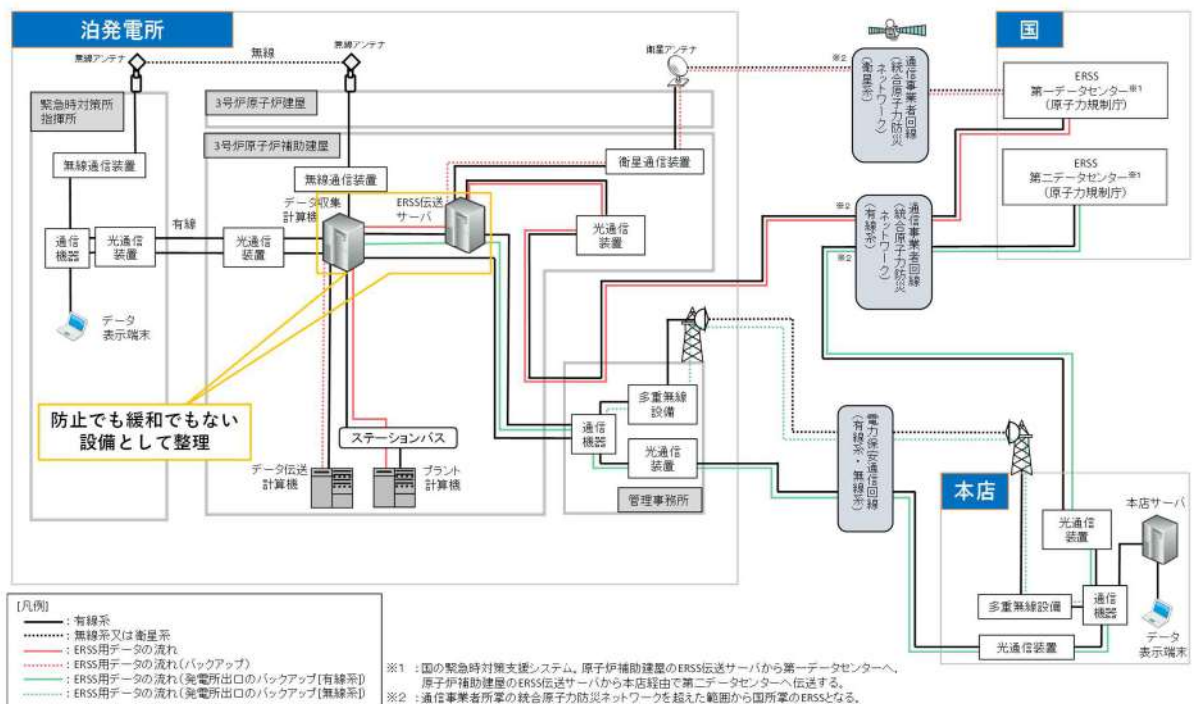 泊発電所
無線アンテナ
無線
無線アンテナ
衛星アンテナ
緊急時対策所
指揮所
3号炉原子炉建屋
3号炉原子炉補助建屋
無線通信装置
無線通信装置
衛星通信装置
データ収集
計算機
ERSS伝送
サーバ
有線
通信
機器
光通信
装置
光通信
装置
光通信
装置
データ
表示端末
防止でも緩和でもない
設備として整理
ステーションバス
データ伝送
計算機
プラント
計算機
多重無線
設備
通信
機器
光通信
装置
管理事務所
※2
通信事業者回線
(統合原子力防災
ネットワーク)
(衛星系)
※2
※2
通信事業者回線
(統合原子力防災
ネットワーク)
(有線系)
電力保安通信回線
(有線系・無線系)
国
ERSS
第一データセンター※1
(原子力規制庁)
ERSS
第二データセンター※1
(原子力規制庁)
本店
本店サーバ
光通信
装置
多重無線設備
通信
機器
光通信装置
データ
表示端末
[凡例]
:有線系
:無線系又は衛星系
:ERSS用データの流れ
:ERSS用データの流れ(バックアップ)
:ERSS用データの流れ(発電所出口のバックアップ[有線系])
:ERSS用データの流れ(発電所出口のバックアップ[無線系])
※1 :国の緊急時対策支援システム。原子炉補助建屋のERSS伝送サーバから第一データセンターへ、
原子炉補助建屋のERSS伝送サーバから本店経由で第二データセンターへ伝送する。
※2 :通信事業者所掌の統合原子力防災ネットワークを超えた範囲から国所掌のERSSとなる。